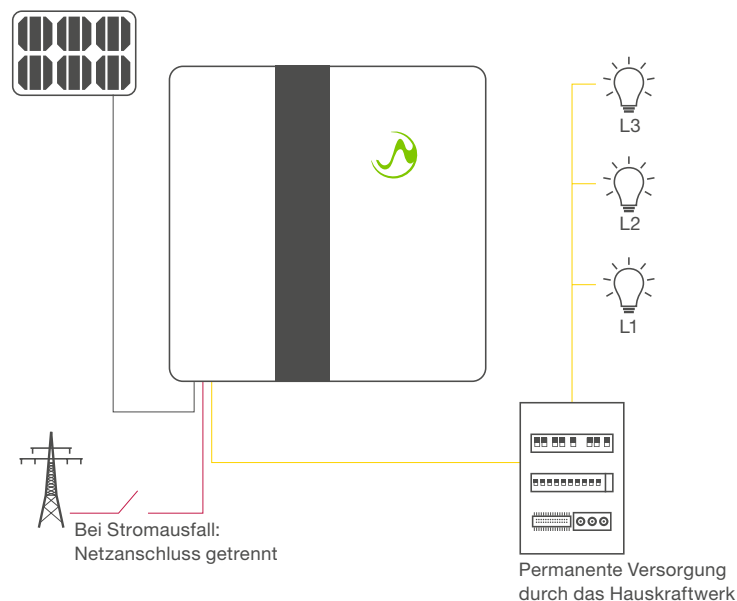 L3
L2
L1
Bei Stromausfall:
Netzanschluss getrennt
Permanente Versorgung
durch das Hauskraftwerk